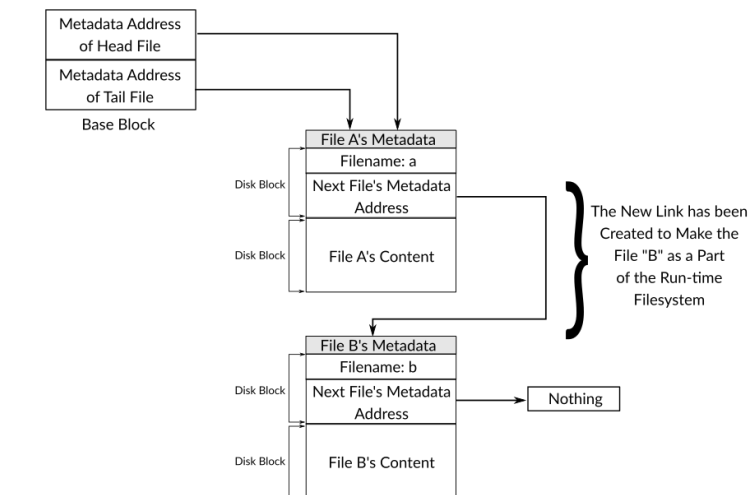 Metadata Address
of Head File
Metadata Address
of Tail File
Base Block
File A's Metadata
Filename: a
Disk Block
Next File's Metadata
Address
Disk Block
File A's Content
The New Link has been
Created to Make the
File "B" as a Part
of the Run-time
Filesystem
File B's Metadata
Filename: b
Disk Block
Next File's Metadata
Address
Nothing
Disk Block
File B's Content